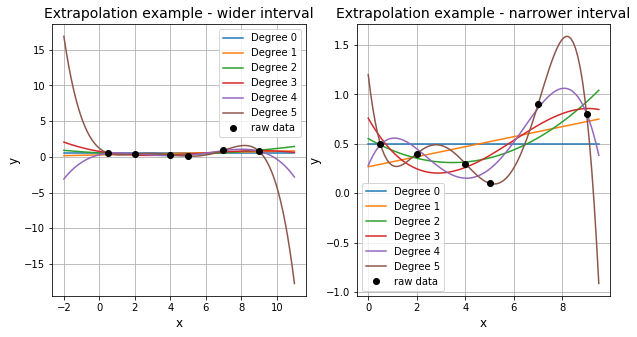 Extrapolation example - wider interval
15
10
5
0
−5
−10
−15
y
−2
0
2
4
6
8
10
x
Degree 0
Degree 1
Degree 2
Degree 3
Degree 4
Degree 5
raw data
Extrapolation example - narrower interval
1.5
1.0
0.5
0.0
−0.5
−1.0
y
0
2
4
6
8
x
Degree 0
Degree 1
Degree 2
Degree 3
Degree 4
Degree 5
raw data